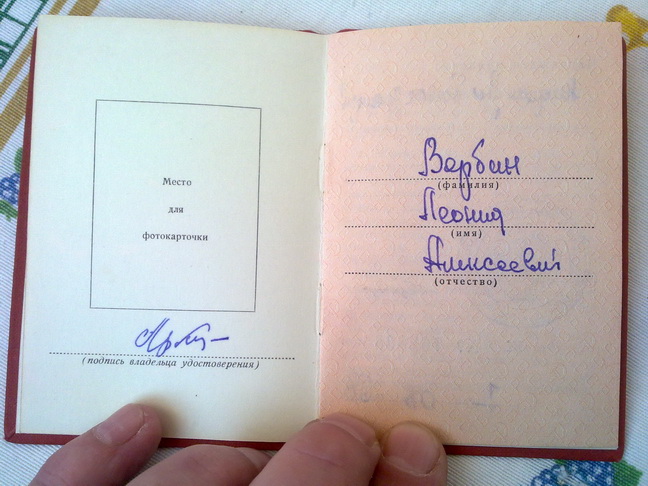 Место
для
фотокарточки
(подпись владельца удостоверения)
Вербин
(фамилия)
Леонид
(имя)
Алексеевич
(отчество)